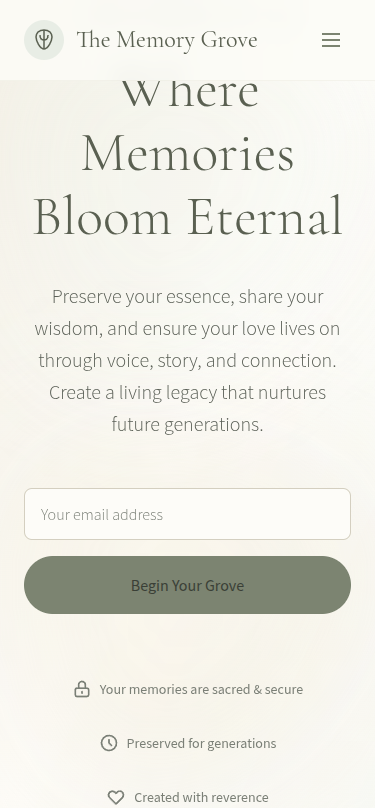 The Memory Grove
Where
Memories
Bloom Eternal
Preserve your essence, share your
wisdom, and ensure your love lives on
through voice, story, and connection.
Create a living legacy that nurtures
future generations.
Your email address
Begin Your Grove
Your memories are sacred & secure
Preserved for generations
Created with reverence